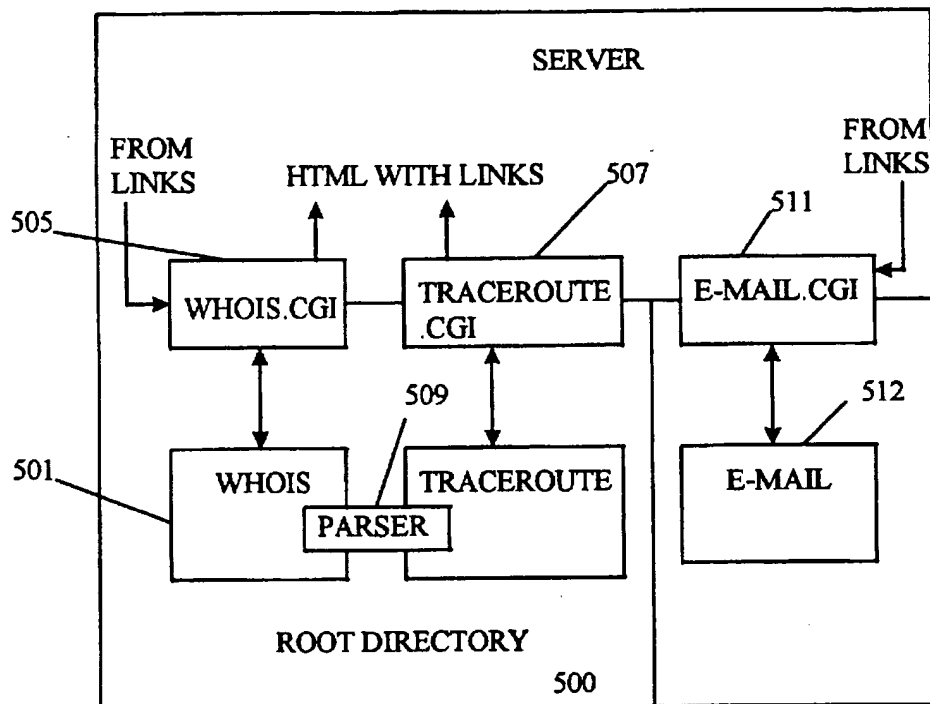 SERVER
FROM
LINKS
HTML WITH LINKS
507
FROM
LINKS
505
511
WHOIS.CGI
TRACEROUTE
.CGI
E-MAIL.CGI
509
512
501
WHOIS
TRACEROUTE
E-MAIL
PARSER
ROOT DIRECTORY
500